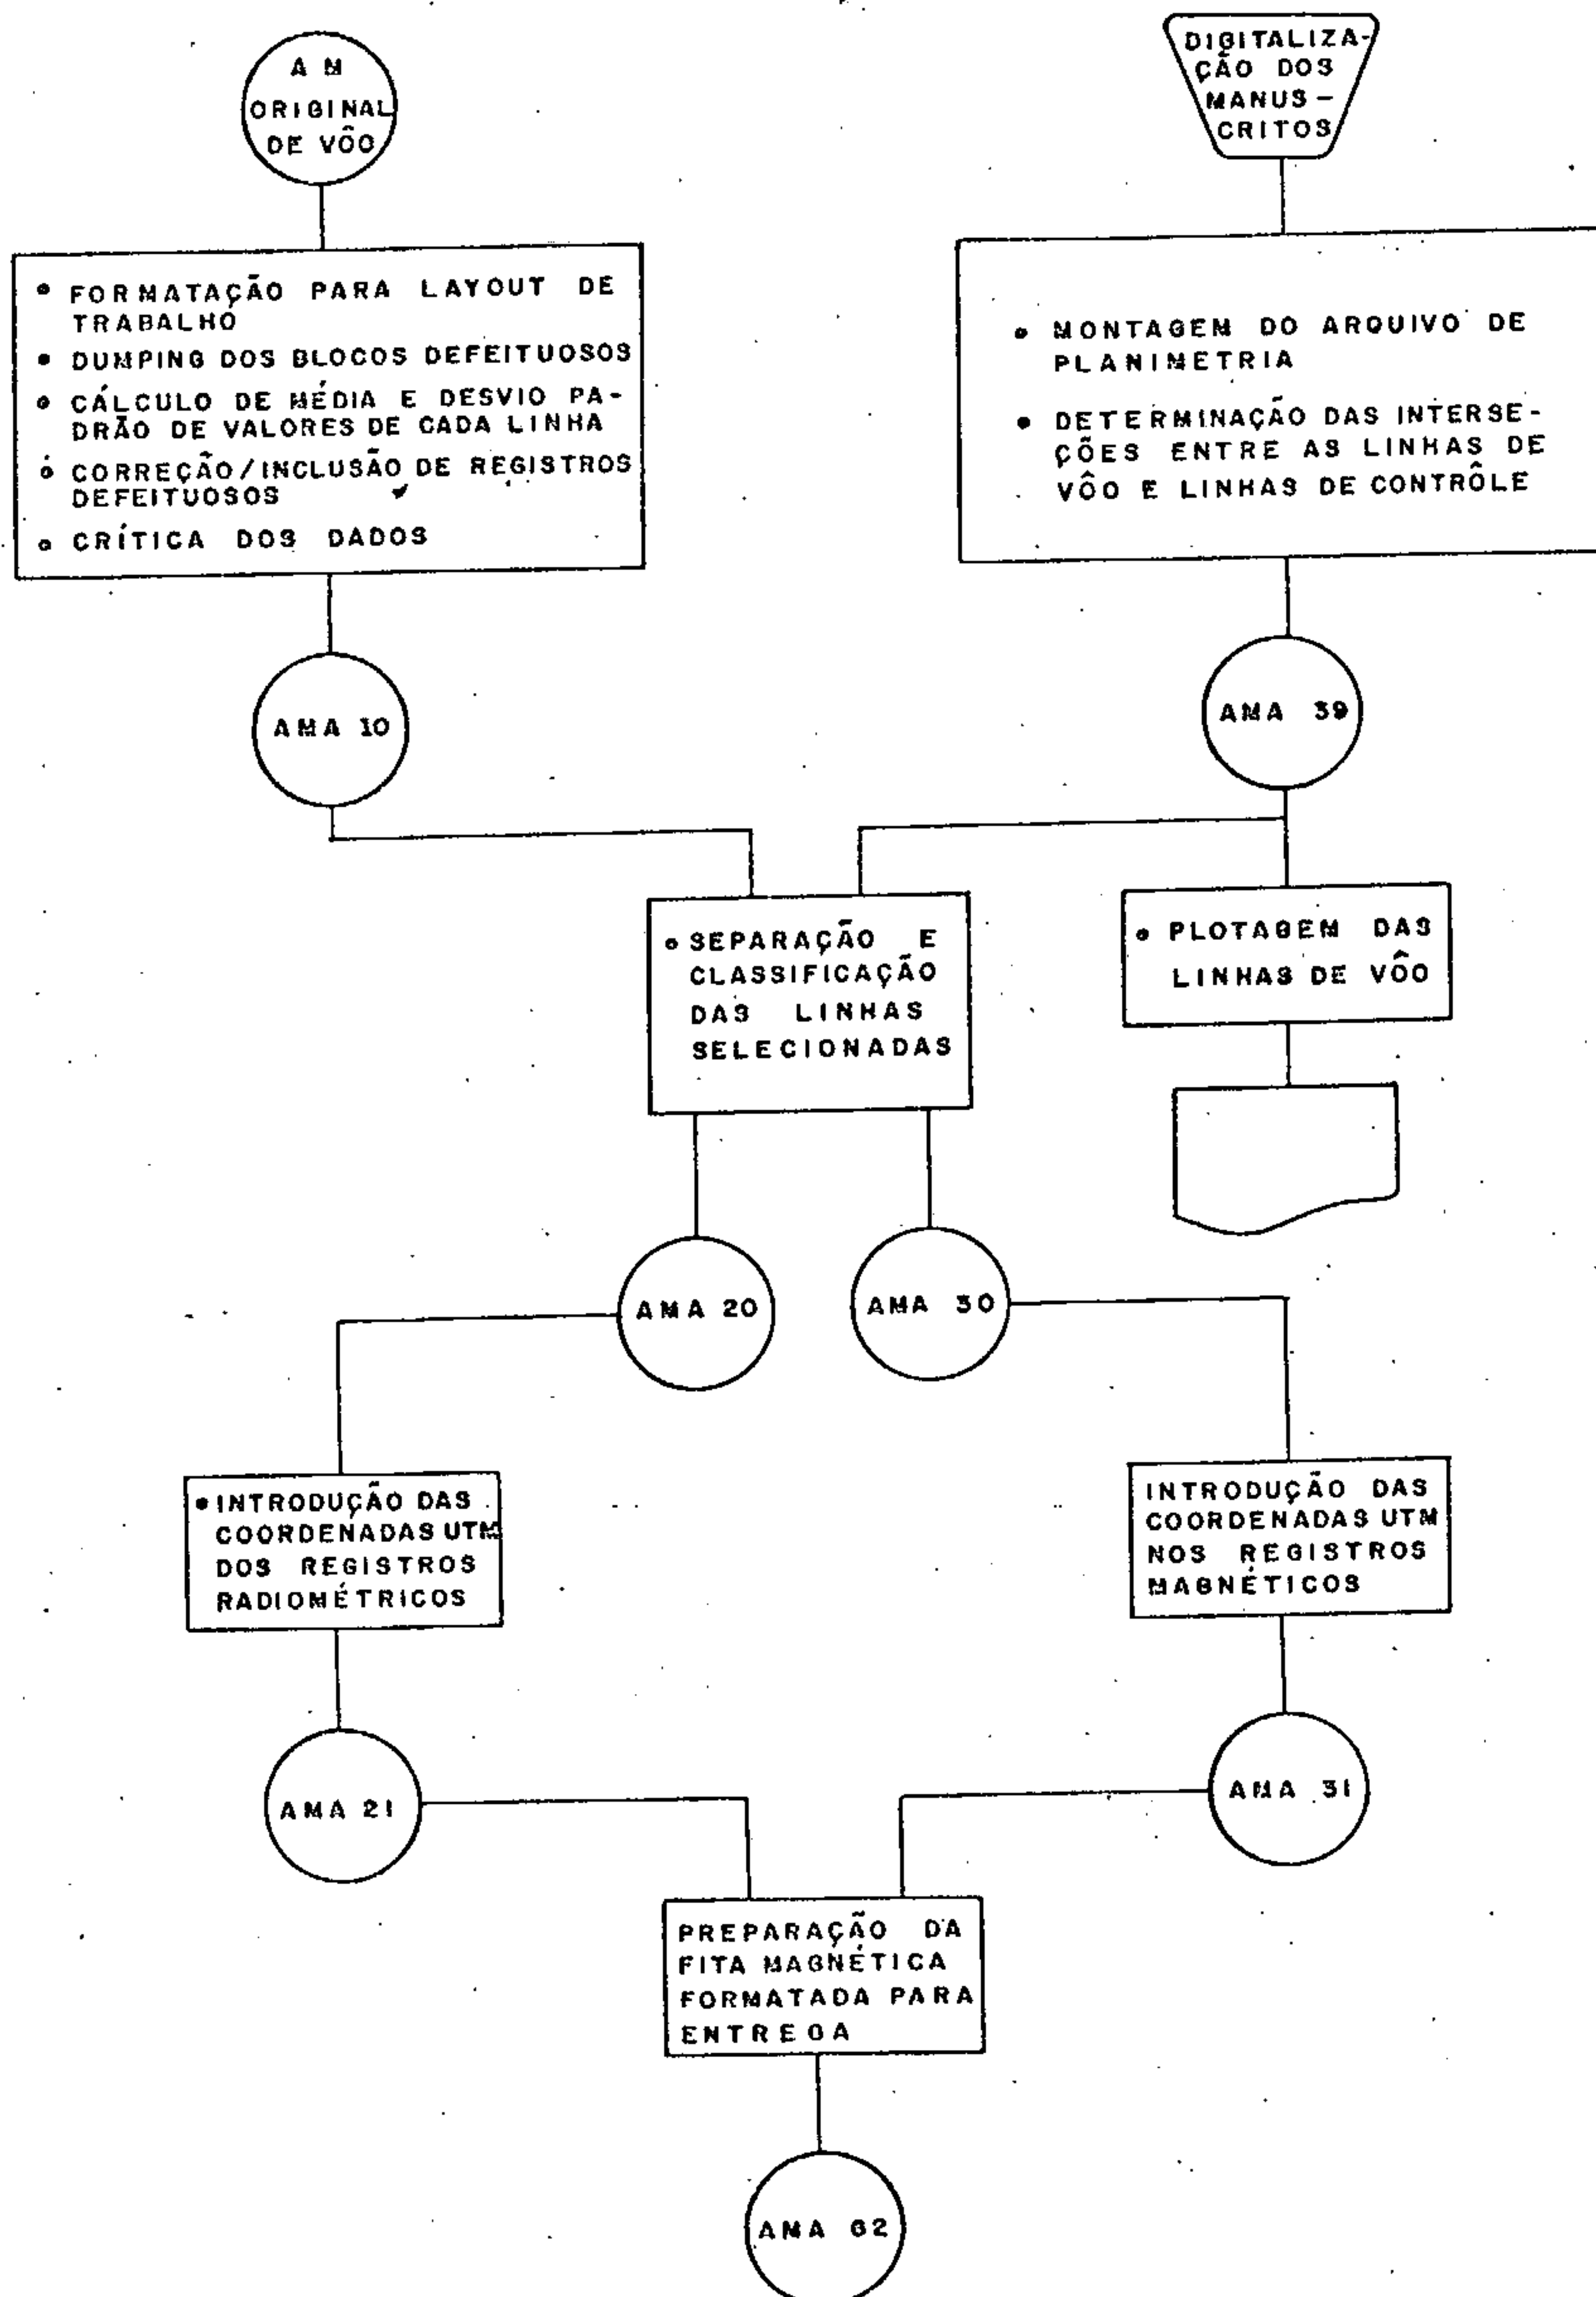 A M
ORIGINAL
DE VÔO
DIGITALIZA-
ÇÃO DOS
MANUS-
CRITOS
• FORMATAÇÃO PARA LAYOUT DE
TRABALHO
• DUMPING DOS BLOCOS DEFEITUOSOS
• CÁLCULO DE MÉDIA E DESVIO PA-
DRÃO DE VALORES DE CADA LINHA
• CORREÇÃO/INCLUSÃO DE REGISTROS
DEFEITUOSOS
• CRÍTICA DOS DADOS
• MONTAGEM DO ARQUIVO DE
PLANIMETRIA
• DETERMINAÇÃO DAS INTERSE-
ÇÕES ENTRE AS LINHAS DE
VÔO E LINHAS DE CONTRÔLE
AMA 10
AMA 39
• SEPARAÇÃO E
CLASSIFICAÇÃO
DAS LINHAS
SELECIONADAS
• PLOTAGEM DAS
LINHAS DE VÔO
AMA 20
AMA 30
• INTRODUÇÃO DAS
COORDENADAS UTM
DOS REGISTROS
RADIOMÉTRICOS
INTRODUÇÃO DAS
COORDENADAS UTM
NOS REGISTROS
MAGNÉTICOS
AMA 21
AMA 31
PREPARAÇÃO DA
FITA MAGNÉTICA
FORMATADA PARA
ENTREGA
AMA 62